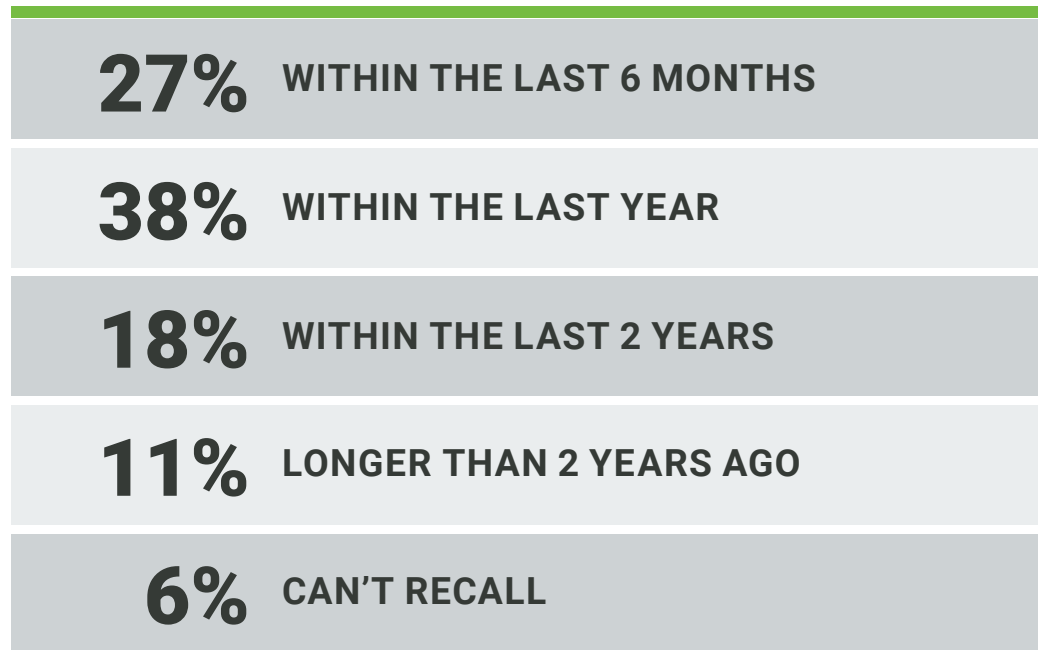 27% WITHIN THE LAST 6 MONTHS
38% WITHIN THE LAST YEAR
18% WITHIN THE LAST 2 YEARS
11% LONGER THAN 2 YEARS AGO
6% CAN’T RECALL